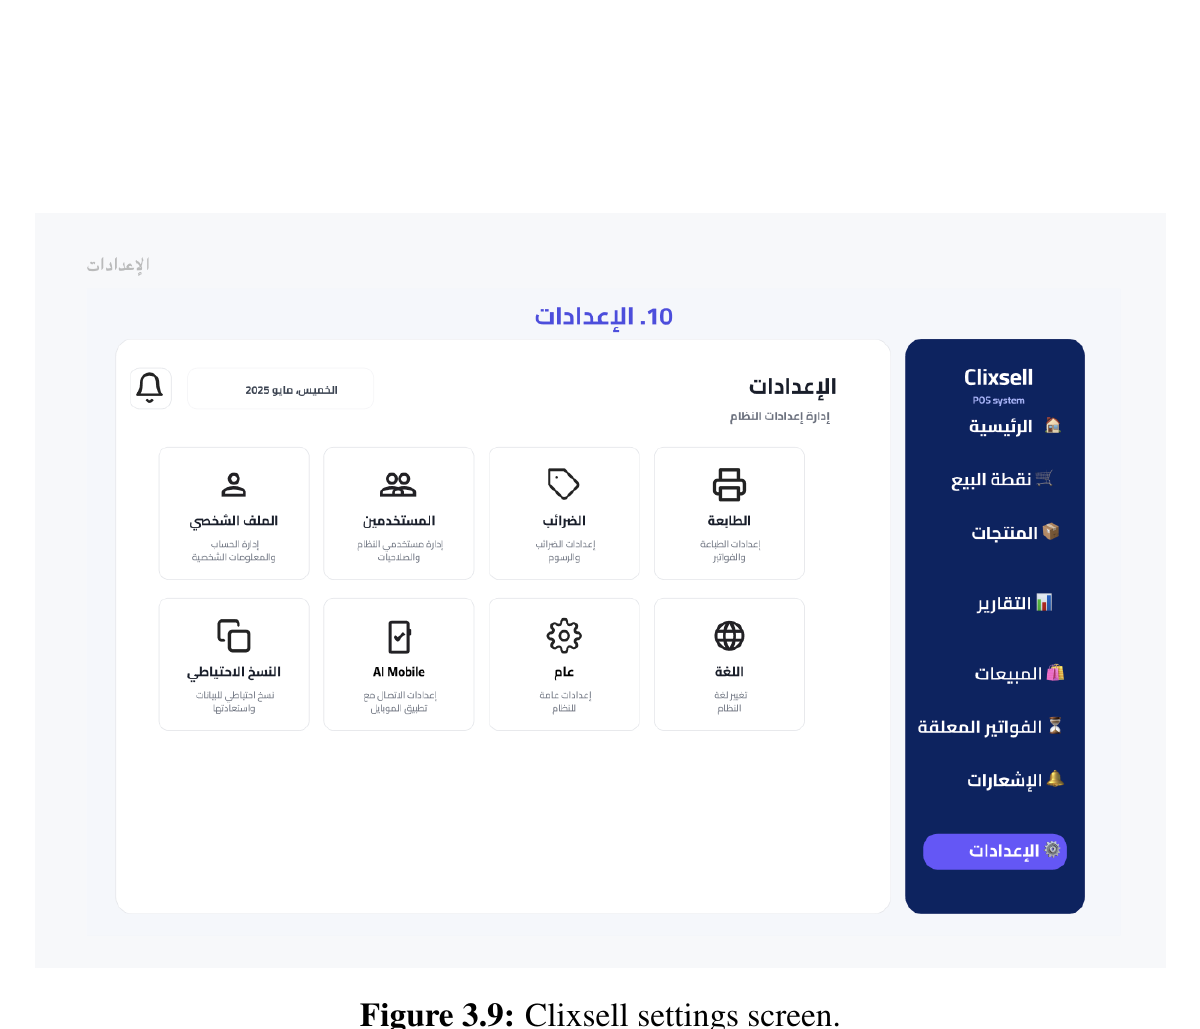 الإعدادات
10. الإعدادات
Clixsell
POS system
الرئيسية
نقطة البيع
المنتجات
التقارير
المبيعات
الفواتير المعلقة
الإشعارات
الإعدادات
الإعدادات
إدارة إعدادات النظام
الخميس، مايو 2025
الطابعة
إعدادات الطباعة
والفواتير
الضرائب
إعدادات الضرائب
والرسوم
المستخدمين
إدارة مستخدمي النظام
والصلاحيات
الملف الشخصي
إدارة الحساب
والمعلومات الشخصية
اللغة
تغيير لغة
النظام
عام
إعدادات عامة
للنظام
AI Mobile
إعدادات الاتصال مع
تطبيق الموبايل
النسخ الاحتياطي
نسخ احتياطي للبيانات
واستعادتها
Figure 3.9: Clixsell settings screen.